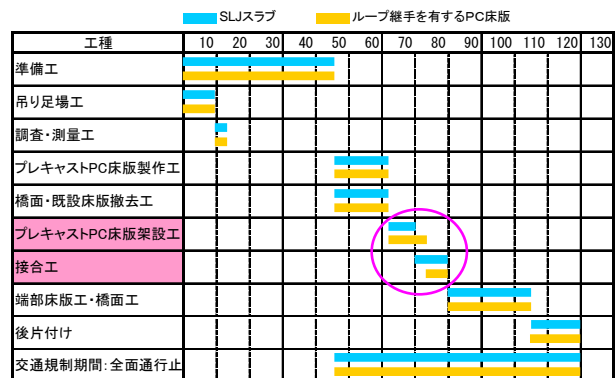 SLJスラブ ループ継手を有するPC床版
工種 10 20 30 40 50 60 70 80 90 100 110 120 130
準備工
吊り足場工
調査・測量工
プレキャストPC床版製作工
橋面・既設床版撤去工
プレキャストPC床版架設工
接合工
端部床版工・橋面工
後片付け
交通規制期間:全面通行止